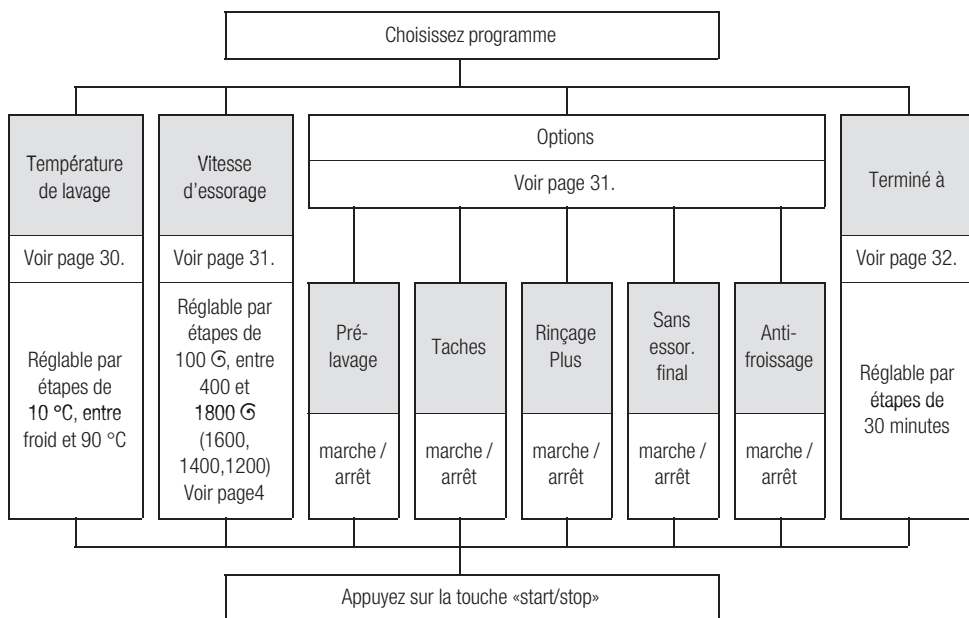 Choisissez programme
Température
de lavage
Voir page 30.
Réglable par
étapes de
10 °C, entre
froid et 90 °C
Vitesse
d'essorage
Voir page 31.
Réglable par
étapes de
100 , entre
400 et
1800 
(1600,
1400,1200)
Voir page4
Options
Voir page 31.
Pré-
lavage
marche /
arrêt
Taches
marche /
arrêt
Rinçage
Plus
marche /
arrêt
Sans
essor.
final
marche /
arrêt
Anti-
froissage
marche /
arrêt
Terminé à
Voir page 32.
Réglable par
étapes de
30 minutes
Appuyez sur la touche «start/stop»